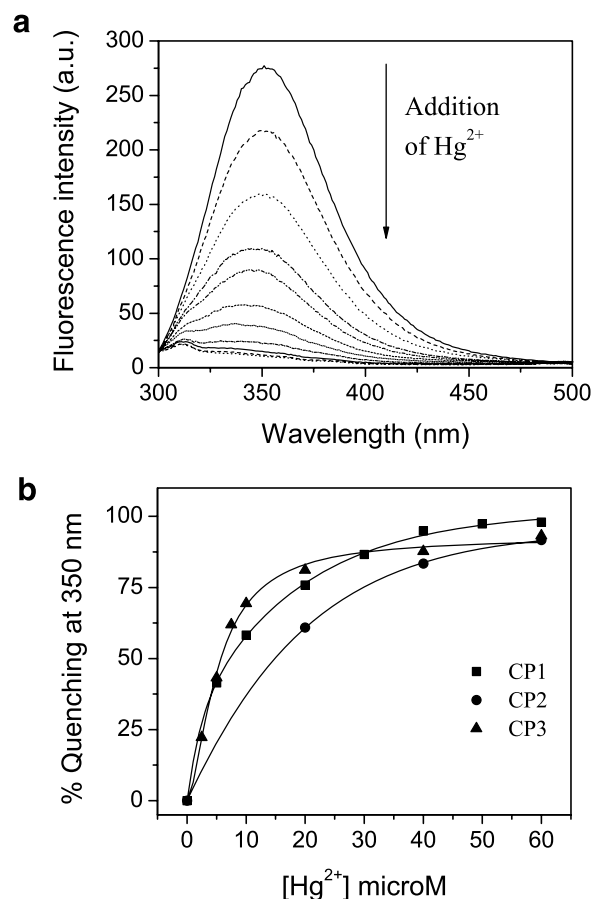 a
300
250
200
150
100
50
0
Fluorescence intensity (a.u.)
Addition
of Hg²⁺
300 350 400 450 500
Wavelength (nm)
b
100
75
50
25
0
% Quenching at 350 nm
CP1
CP2
CP3
0 10 20 30 40 50 60
[Hg²⁺] microM